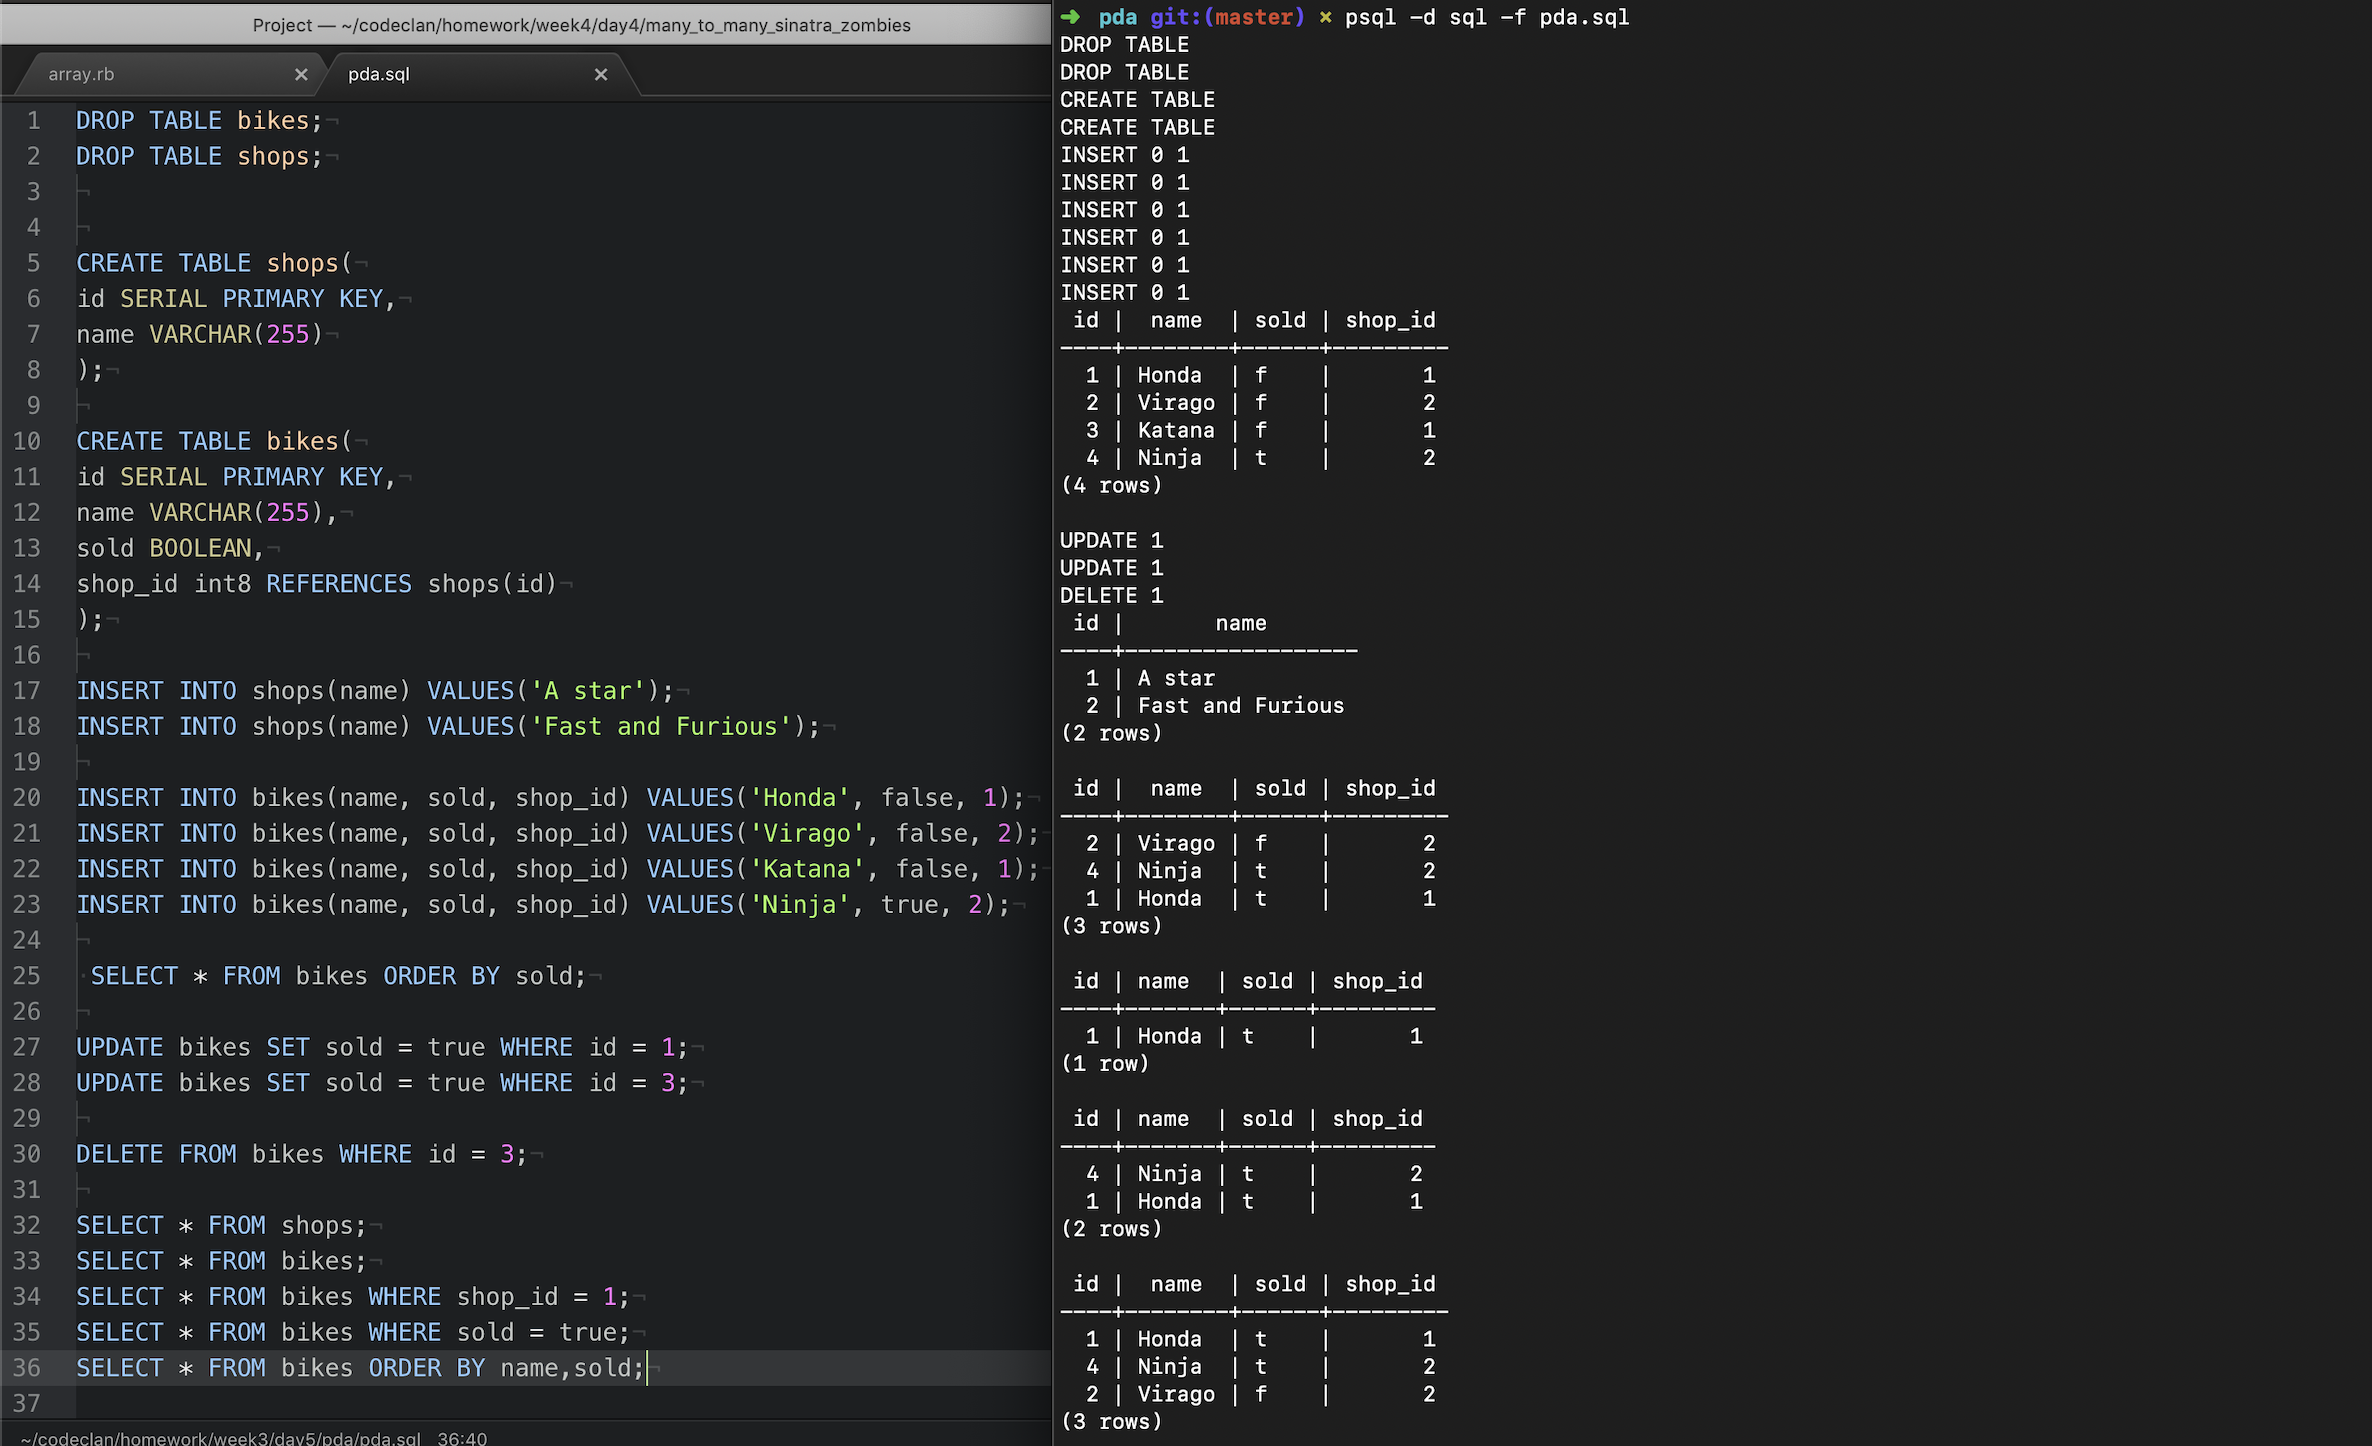 Project — ~/codeclan/homework/week4/day4/many_to_many_sinatra_zombies
array.rb ×
pda.sql ×
1 DROP TABLE bikes;¬
2 DROP TABLE shops;¬
3 ¬
4 ¬
5 CREATE TABLE shops(¬
6 id SERIAL PRIMARY KEY,¬
7 name VARCHAR(255)¬
8 );¬
9 ¬
10 CREATE TABLE bikes(¬
11 id SERIAL PRIMARY KEY,¬
12 name VARCHAR(255),¬
13 sold BOOLEAN,¬
14 shop_id int8 REFERENCES shops(id)¬
15 );¬
16 ¬
17 INSERT INTO shops(name) VALUES('A star');¬
18 INSERT INTO shops(name) VALUES('Fast and Furious');¬
19 ¬
20 INSERT INTO bikes(name, sold, shop_id) VALUES('Honda', false, 1);¬
21 INSERT INTO bikes(name, sold, shop_id) VALUES('Virago', false, 2);¬
22 INSERT INTO bikes(name, sold, shop_id) VALUES('Katana', false, 1);¬
23 INSERT INTO bikes(name, sold, shop_id) VALUES('Ninja', true, 2);¬
24 ¬
25 ·SELECT * FROM bikes ORDER BY sold;¬
26 ¬
27 UPDATE bikes SET sold = true WHERE id = 1;¬
28 UPDATE bikes SET sold = true WHERE id = 3;¬
29 ¬
30 DELETE FROM bikes WHERE id = 3;¬
31 ¬
32 SELECT * FROM shops;¬
33 SELECT * FROM bikes;¬
34 SELECT * FROM bikes WHERE shop_id = 1;¬
35 SELECT * FROM bikes WHERE sold = true;¬
36 SELECT * FROM bikes ORDER BY name,sold;¬
37
~/codeclan/homework/week3/day5/pda/pda.sql 36:40
➜ pda git:(master) × psql -d sql -f pda.sql
DROP TABLE
DROP TABLE
CREATE TABLE
CREATE TABLE
INSERT 0 1
INSERT 0 1
INSERT 0 1
INSERT 0 1
INSERT 0 1
INSERT 0 1
 id |  name  | sold | shop_id
----+--------+------+---------
  1 | Honda  | f    |       1
  2 | Virago | f    |       2
  3 | Katana | f    |       1
  4 | Ninja  | t    |       2
(4 rows)
UPDATE 1
UPDATE 1
DELETE 1
 id |       name
----+------------------
  1 | A star
  2 | Fast and Furious
(2 rows)
 id |  name  | sold | shop_id
----+--------+------+---------
  2 | Virago | f    |       2
  4 | Ninja  | t    |       2
  1 | Honda  | t    |       1
(3 rows)
 id | name  | sold | shop_id
----+-------+------+---------
  1 | Honda | t    |       1
(1 row)
 id | name  | sold | shop_id
----+-------+------+---------
  4 | Ninja | t    |       2
  1 | Honda | t    |       1
(2 rows)
 id |  name  | sold | shop_id
----+--------+------+---------
  1 | Honda  | t    |       1
  4 | Ninja  | t    |       2
  2 | Virago | f    |       2
(3 rows)